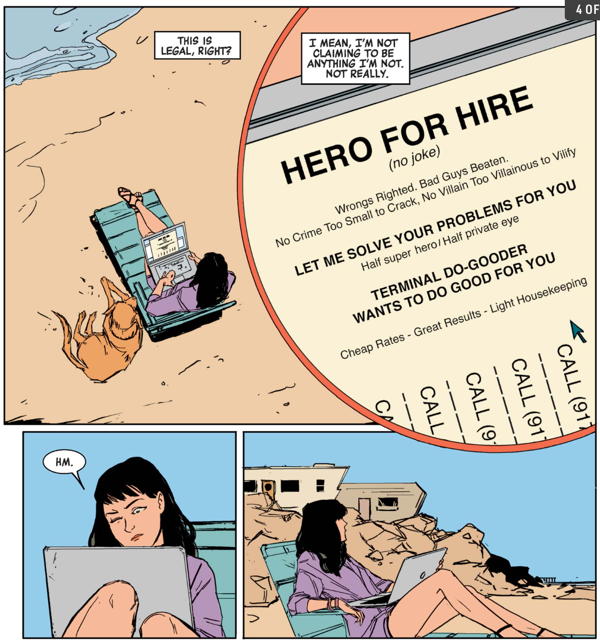 4 OF
THIS IS
LEGAL, RIGHT?
I MEAN, I'M NOT
CLAIMING TO BE
ANYTHING I'M NOT.
NOT REALLY.
HERO FOR HIRE
(no joke)
Wrongs Righted. Bad Guys Beaten.
No Crime Too Small to Crack, No Villain Too Villainous to Vilify
LET ME SOLVE YOUR PROBLEMS FOR YOU
Half super hero/Half private eye
TERMINAL DO-GOODER
WANTS TO DO GOOD FOR YOU
Cheap Rates - Great Results - Light Housekeeping
CA
CALL
CALL (9
CALL (91
CALL (917
HM.